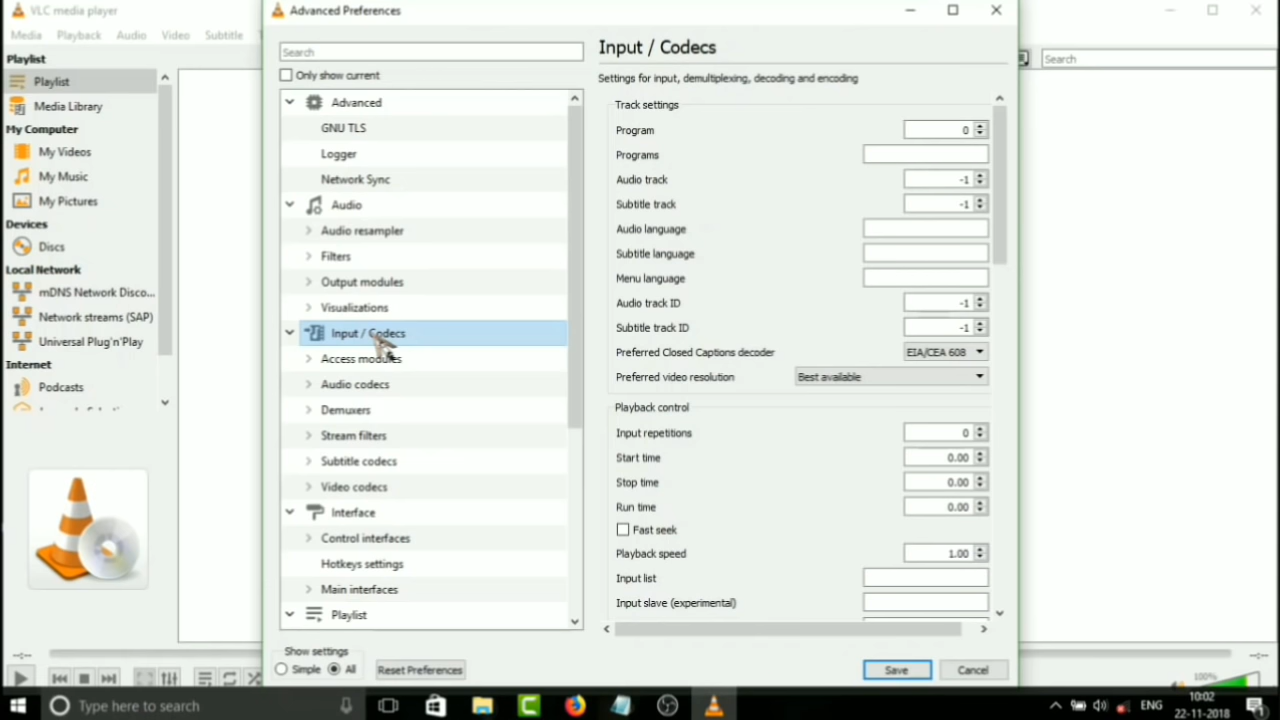 VLC media player
Media Playback Audio Video Subtitle
Playlist
Playlist
Media Library
My Computer
My Videos
My Music
My Pictures
Devices
Discs
Local Network
mDNS Network Disco...
Network streams (SAP)
Universal Plug'n'Play
Internet
Podcasts
--:--
Advanced Preferences
Search
Only show current
Advanced
GNU TLS
Logger
Network Sync
Audio
Audio resampler
Filters
Output modules
Visualizations
Input / Codecs
Access modules
Audio codecs
Demuxers
Stream filters
Subtitle codecs
Video codecs
Interface
Control interfaces
Hotkeys settings
Main interfaces
Playlist
Show settings
Simple All
Reset Preferences
Input / Codecs
Settings for input, demultiplexing, decoding and encoding
Track settings
Program 0
Programs
Audio track -1
Subtitle track -1
Audio language
Subtitle language
Menu language
Audio track ID -1
Subtitle track ID -1
Preferred Closed Captions decoder EIA/CEA 608
Preferred video resolution Best available
Playback control
Input repetitions 0
Start time 0.00
Stop time 0.00
Run time 0.00
Fast seek
Playback speed 1.00
Input list
Input slave (experimental)
Save Cancel
Search
--:--
100%
Type here to search
ENG
10:02
22-11-2018